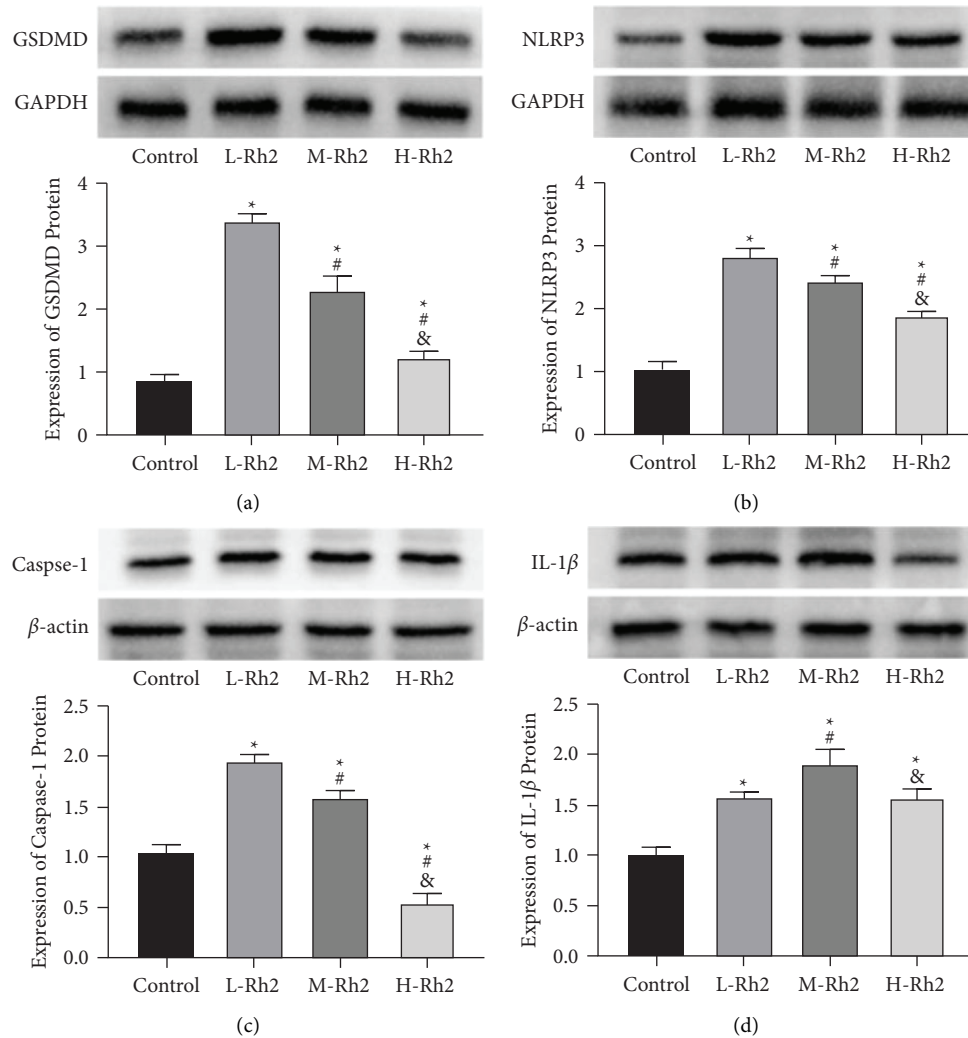 GSDMD
GAPDH
Control L-Rh2 M-Rh2 H-Rh2
Expression of GSDMD Protein
4
3
2
1
0
*
*
#
*
#
&
Control L-Rh2 M-Rh2 H-Rh2
(a)
NLRP3
GAPDH
Control L-Rh2 M-Rh2 H-Rh2
Expression of NLRP3 Protein
4
3
2
1
0
*
*
#
*
#
&
Control L-Rh2 M-Rh2 H-Rh2
(b)
Caspse-1
β-actin
Control L-Rh2 M-Rh2 H-Rh2
Expression of Caspase-1 Protein
2.5
2.0
1.5
1.0
0.5
0.0
*
*
#
*
#
&
Control L-Rh2 M-Rh2 H-Rh2
(c)
IL-1β
β-actin
Control L-Rh2 M-Rh2 H-Rh2
Expression of IL-1β Protein
2.5
2.0
1.5
1.0
0.5
0.0
*
*
#
*
&
Control L-Rh2 M-Rh2 H-Rh2
(d)